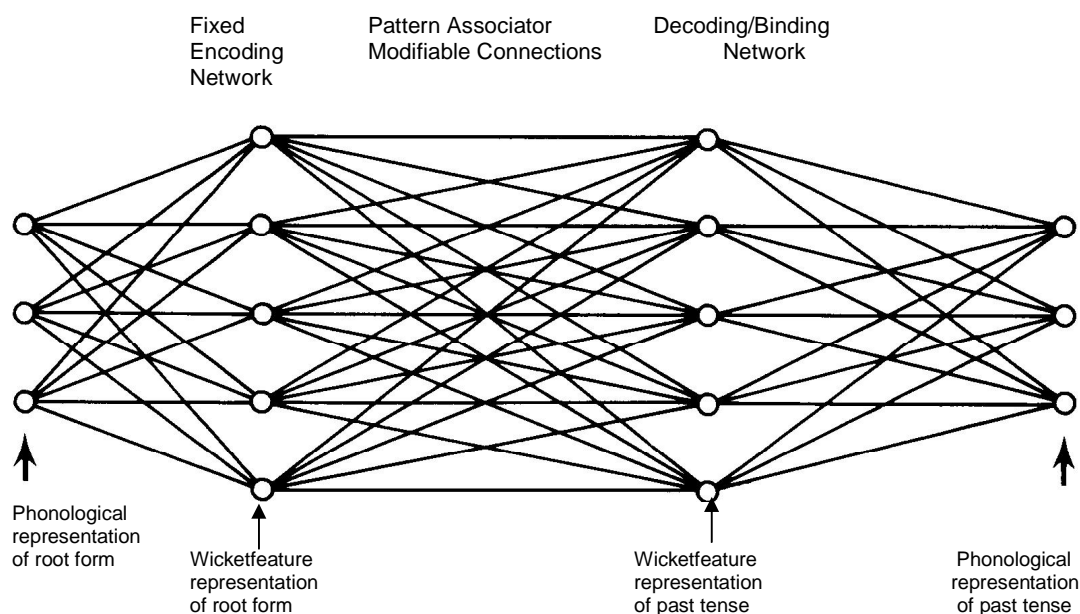 Fixed
Encoding
Network
Pattern Associator
Modifiable Connections
Decoding/Binding
Network
Phonological
representation
of root form
Wicketfeature
representation
of root form
Wicketfeature
representation
of past tense
Phonological
representation
of past tense